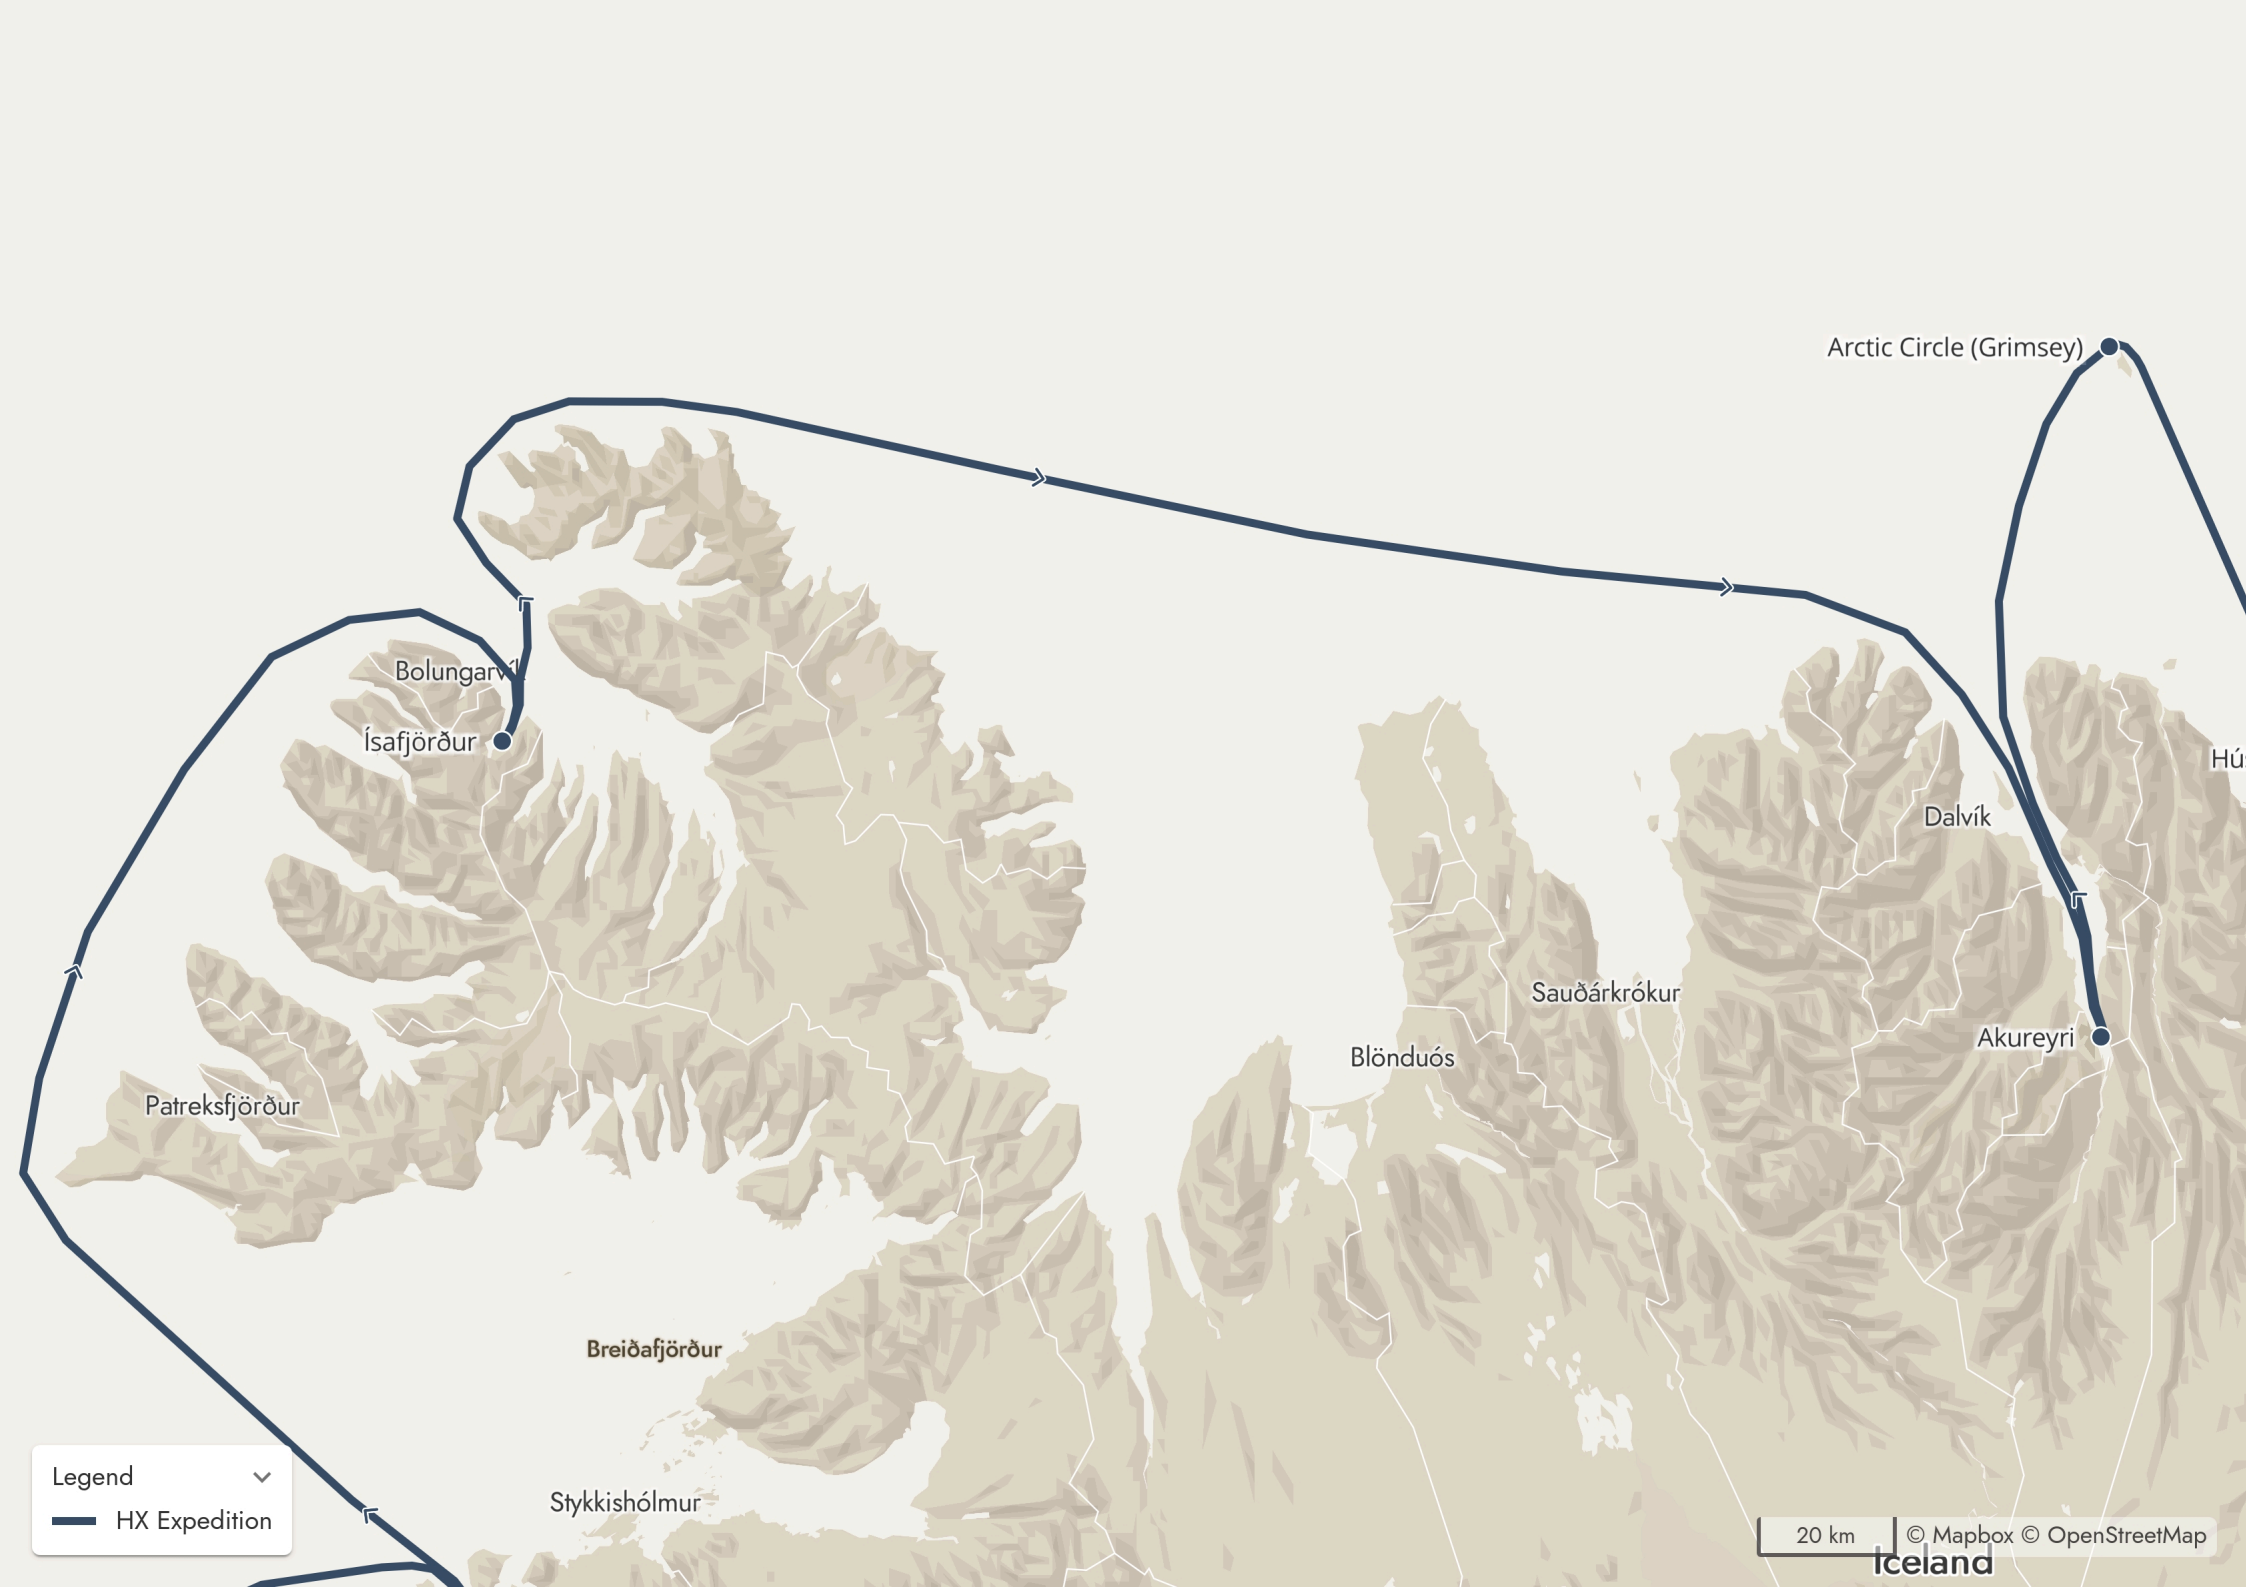 Arctic Circle (Grimsey)
Bolungarvík
Ísafjörður
Hús
Dalvík
Sauðárkrókur
Akureyri
Blönduós
Patreksfjörður
Breiðafjörður
Stykkishólmur
Legend
HX Expedition
20 km
© Mapbox © OpenStreetMap
Iceland